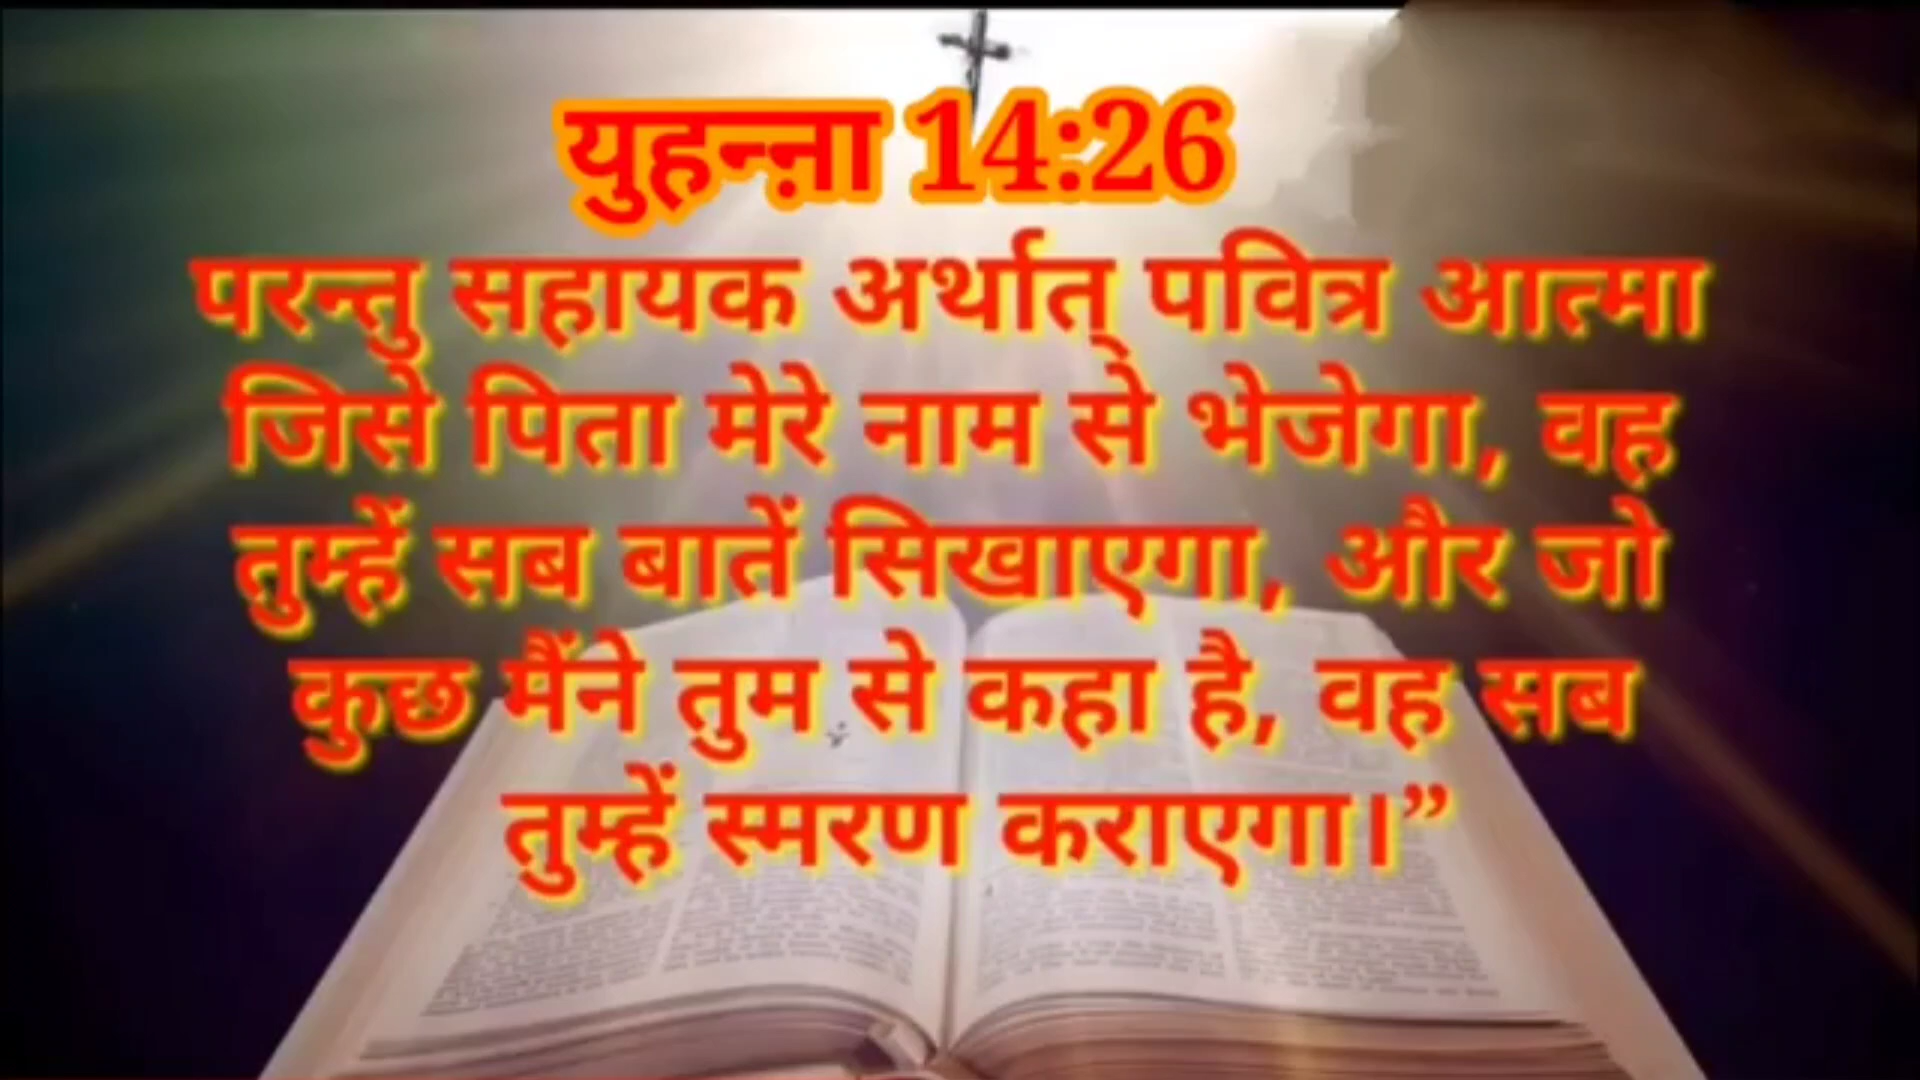 युहन्ऩा 14:26
परन्तु सहायक अर्थात् पवित्र आत्मा
जिसे पिता मेरे नाम से भेजेगा, वह
तुम्हें सब बातें सिखाएगा, और जो
कुछ मैंने तुम से कहा है, वह सब
तुम्हें स्मरण कराएगा।”